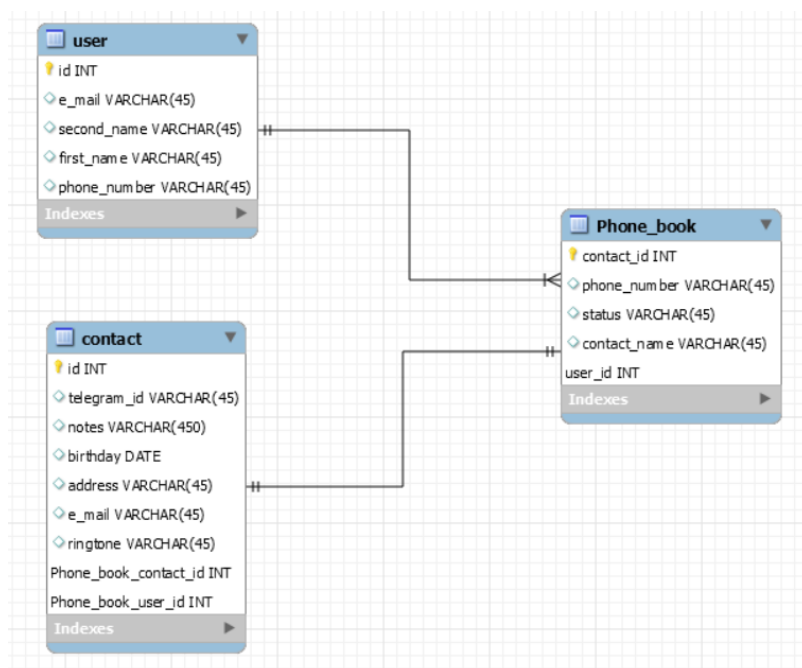 user
id INT
e_mail VARCHAR(45)
second_name VARCHAR(45)
first_name VARCHAR(45)
phone_number VARCHAR(45)
Indexes
Phone_book
contact_id INT
phone_number VARCHAR(45)
status VARCHAR(45)
contact_name VARCHAR(45)
user_id INT
Indexes
contact
id INT
telegram_id VARCHAR(45)
notes VARCHAR(450)
birthday DATE
address VARCHAR(45)
e_mail VARCHAR(45)
ringtone VARCHAR(45)
Phone_book_contact_id INT
Phone_book_user_id INT
Indexes